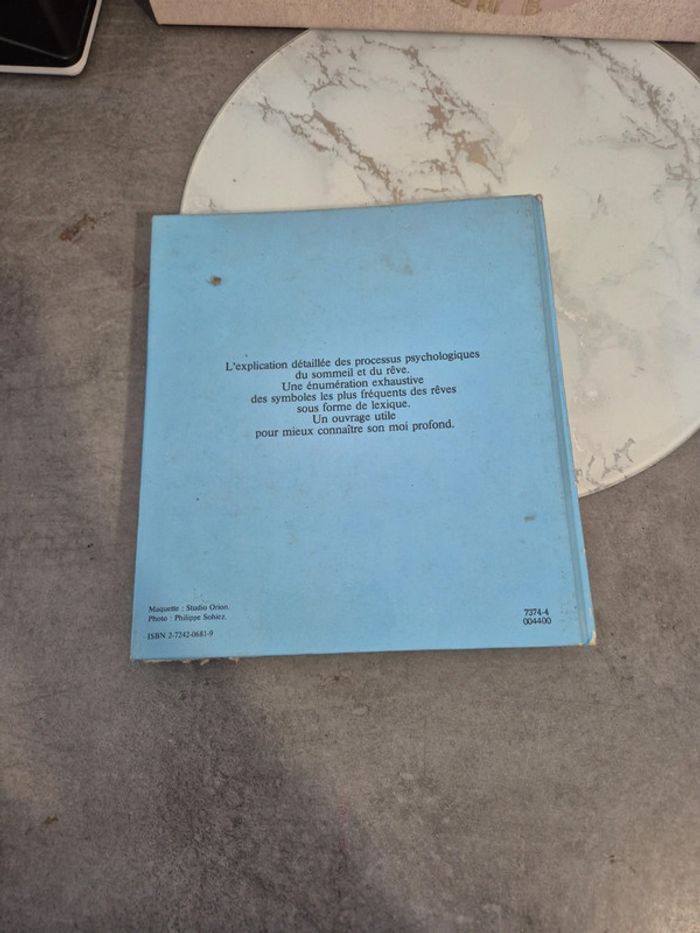 L'explication détaillée des processus psychologiques
du sommeil et du rêve.
Une énumération exhaustive
des symboles les plus fréquents des rêves
sous forme de lexique.
Un ouvrage utile
pour mieux connaître son moi profond.
Maquette : Studio Orion.
Photo : Philippe Sohiez.
ISBN 2-7242-0681-9
7374-4
004400